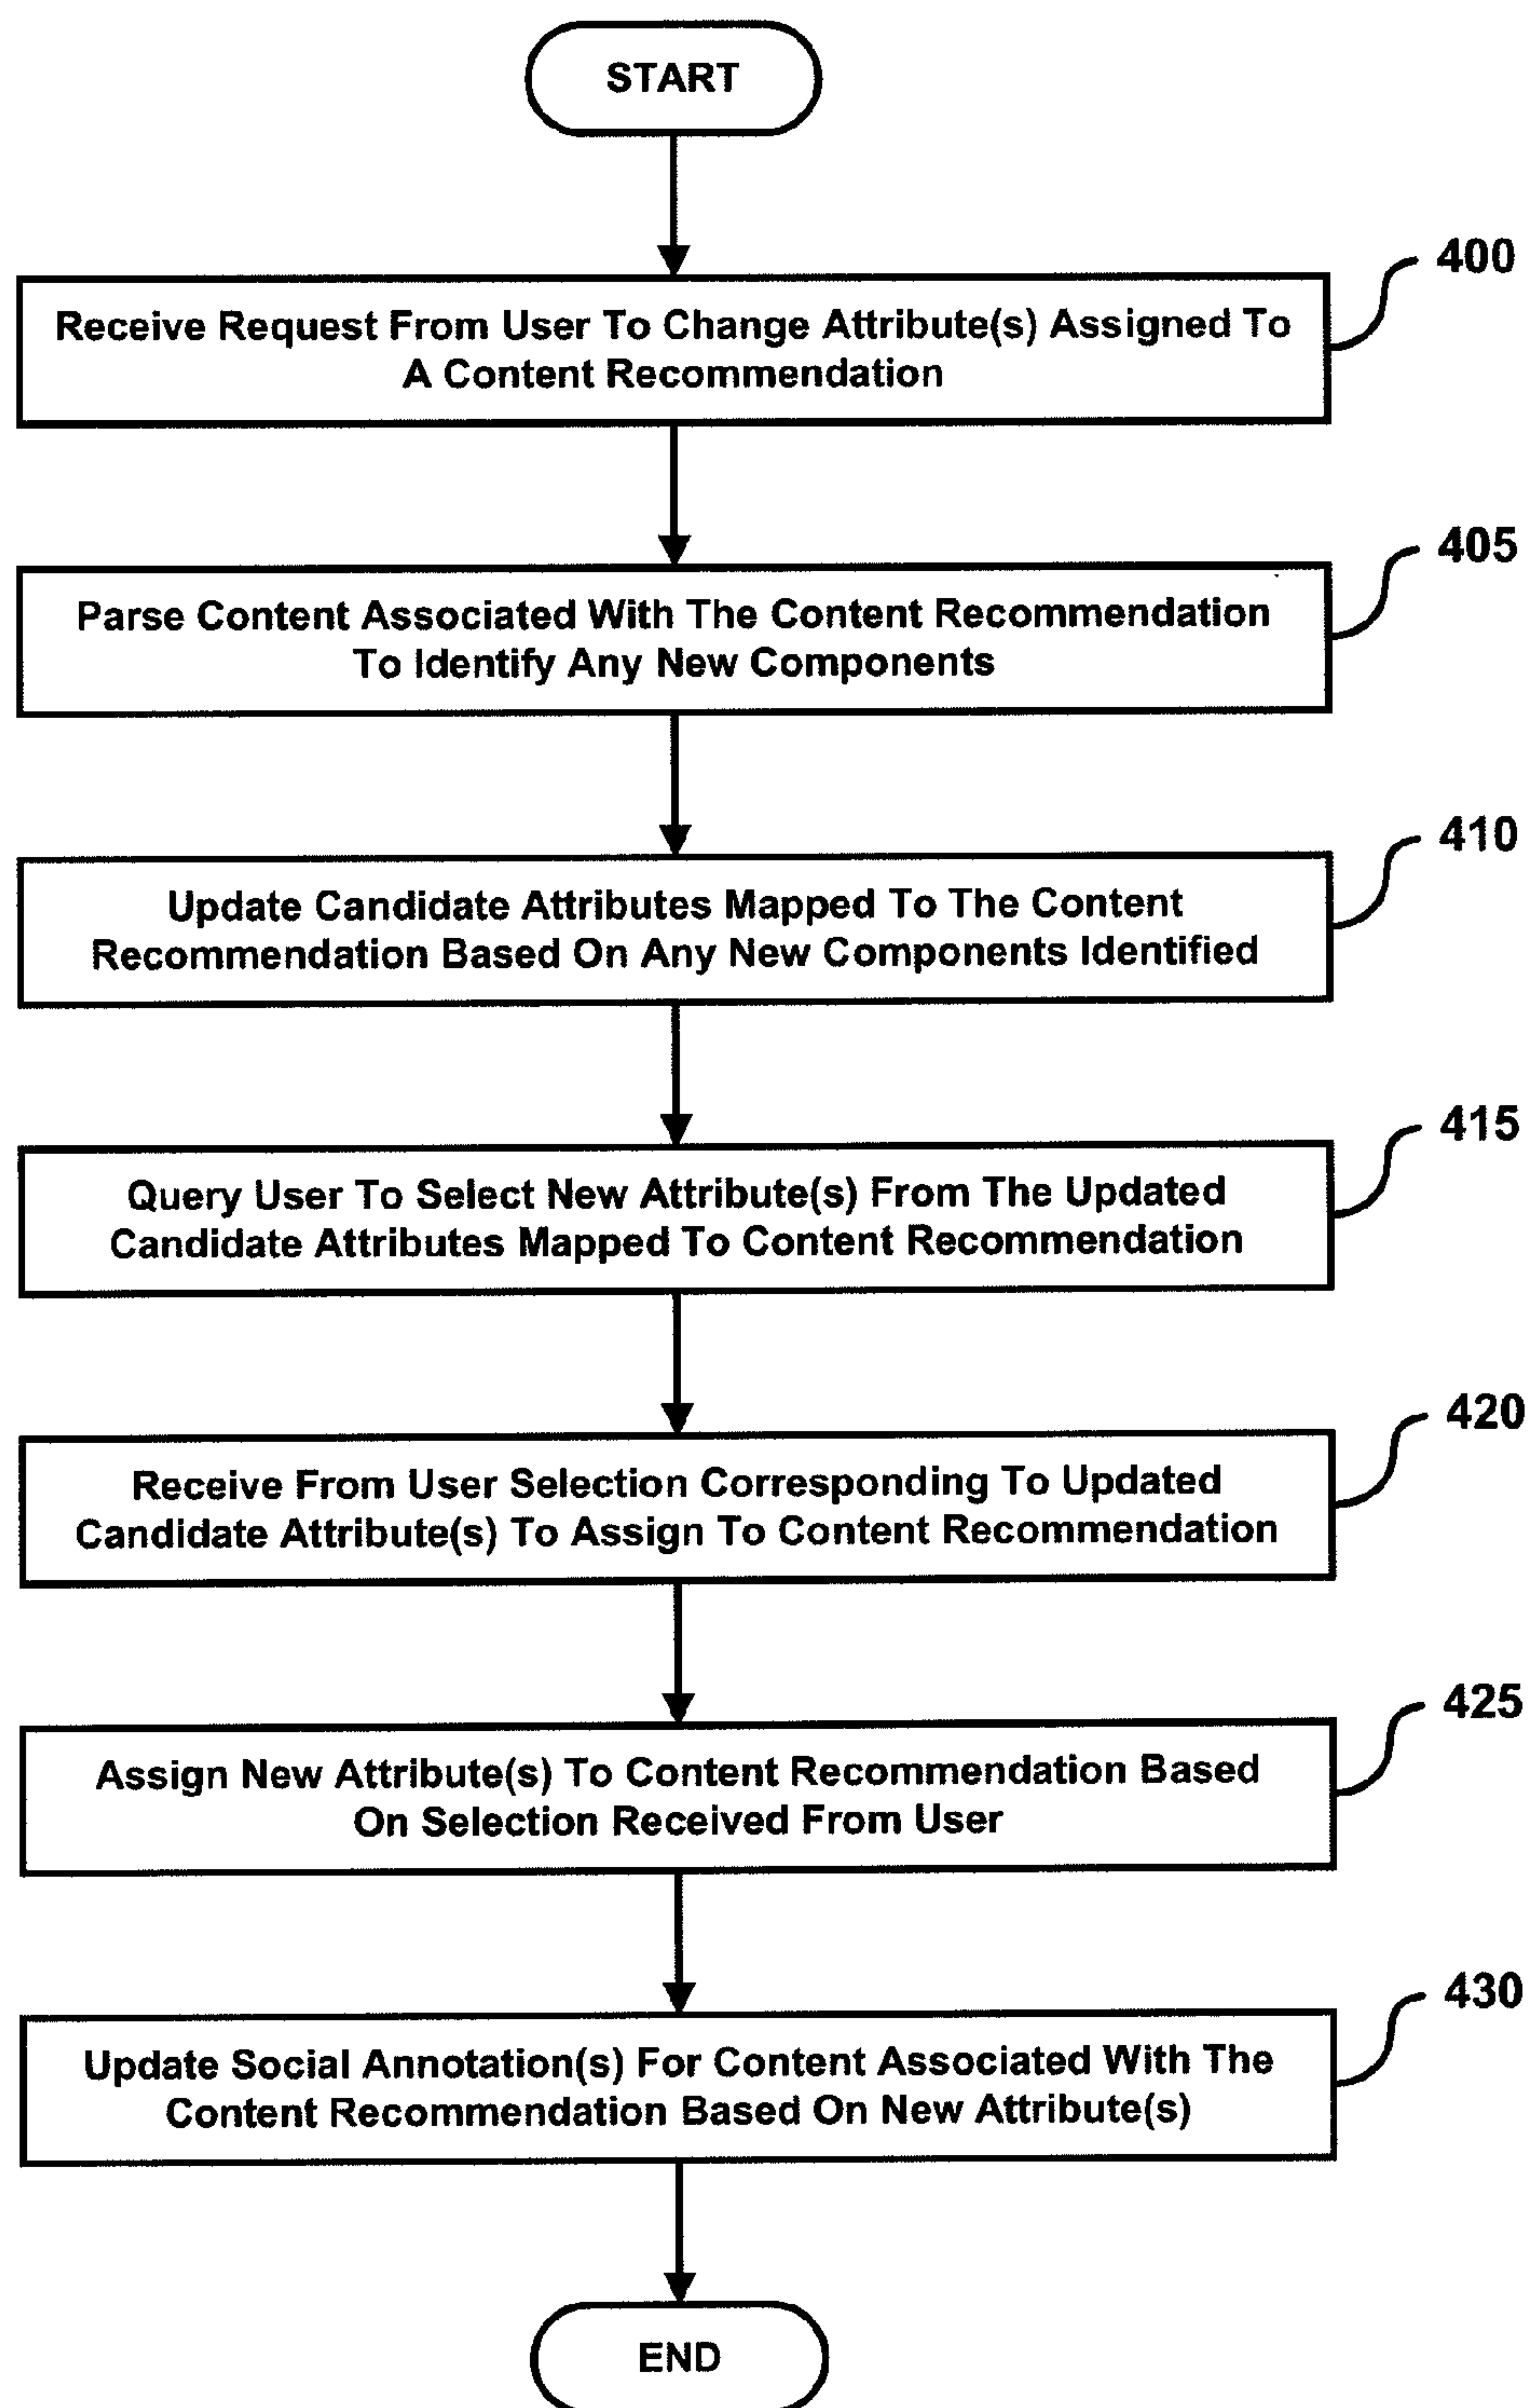 START
400
Receive Request From User To Change Attribute(s) Assigned To
A Content Recommendation
405
Parse Content Associated With The Content Recommendation
To Identify Any New Components
410
Update Candidate Attributes Mapped To The Content
Recommendation Based On Any New Components Identified
415
Query User To Select New Attribute(s) From The Updated
Candidate Attributes Mapped To Content Recommendation
420
Receive From User Selection Corresponding To Updated
Candidate Attribute(s) To Assign To Content Recommendation
425
Assign New Attribute(s) To Content Recommendation Based
On Selection Received From User
430
Update Social Annotation(s) For Content Associated With The
Content Recommendation Based On New Attribute(s)
END